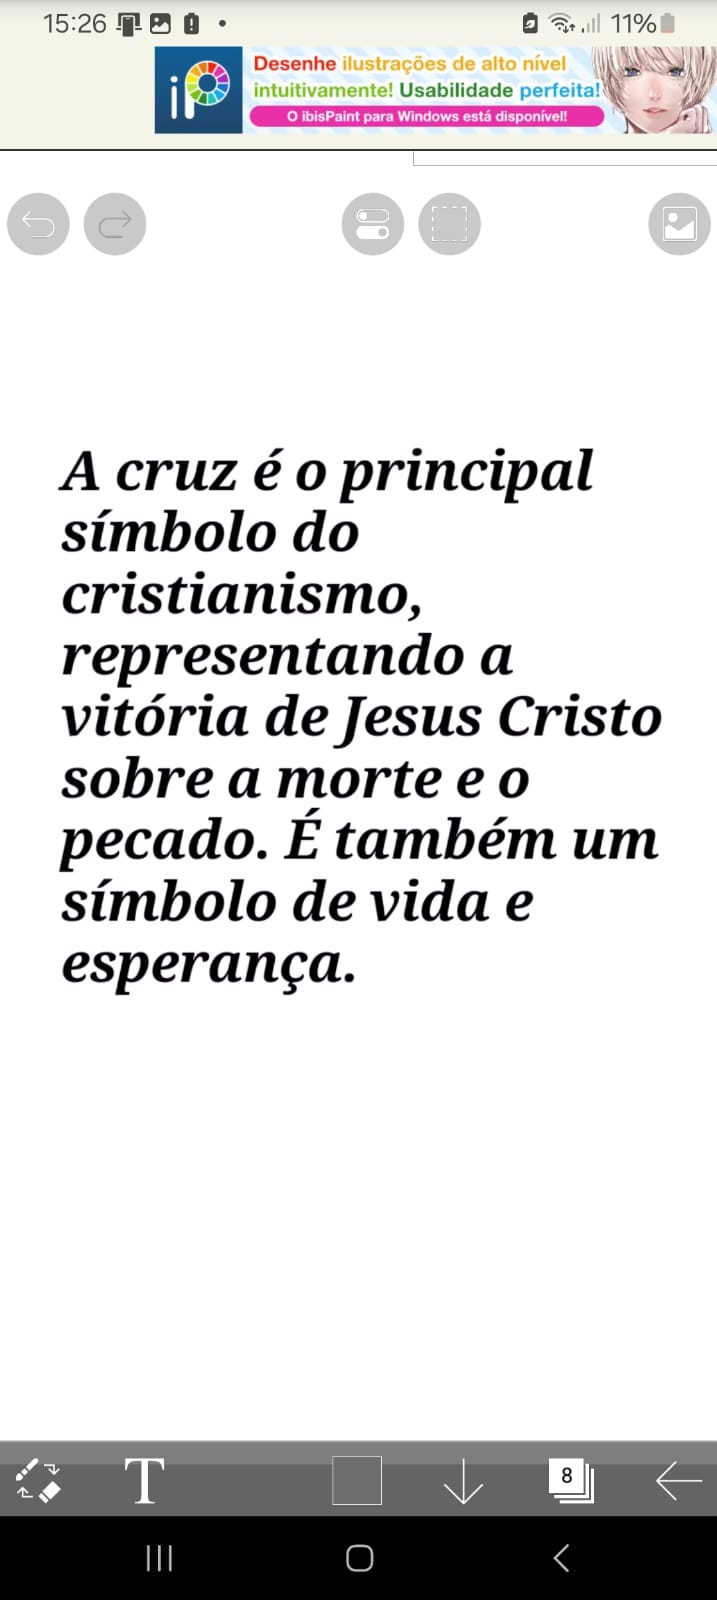 15:26
11%
Desenhe ilustrações de alto nível
intuitivamente! Usabilidade perfeita!
O ibisPaint para Windows está disponível!
iP
A cruz é o principal
símbolo do
cristianismo,
representando a
vitória de Jesus Cristo
sobre a morte e o
pecado. É também um
símbolo de vida e
esperança.
T
8